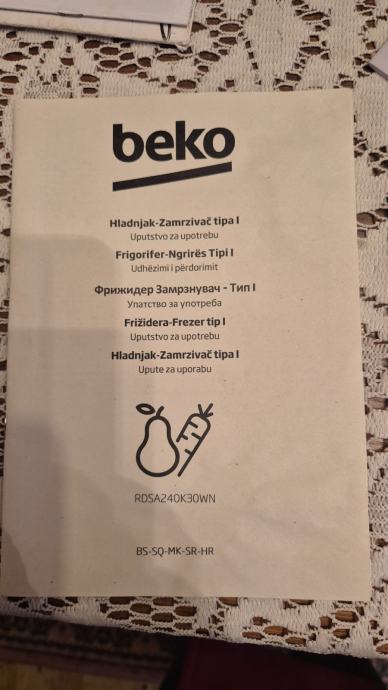 beko
Hladnjak-Zamrzivač tipa I
Uputstvo za upotrebu
Frigorifer-Ngrirës Tipi I
Udhëzimi i përdorimit
Фрижидер Замрзнувач - Тип I
Упатство за употреба
Frižidera-Frezer tip I
Uputstvo za upotrebu
Hladnjak-Zamrzivač tipa I
Upute za uporabu
RDSA240K30WN
BS-SQ-MK-SR-HR